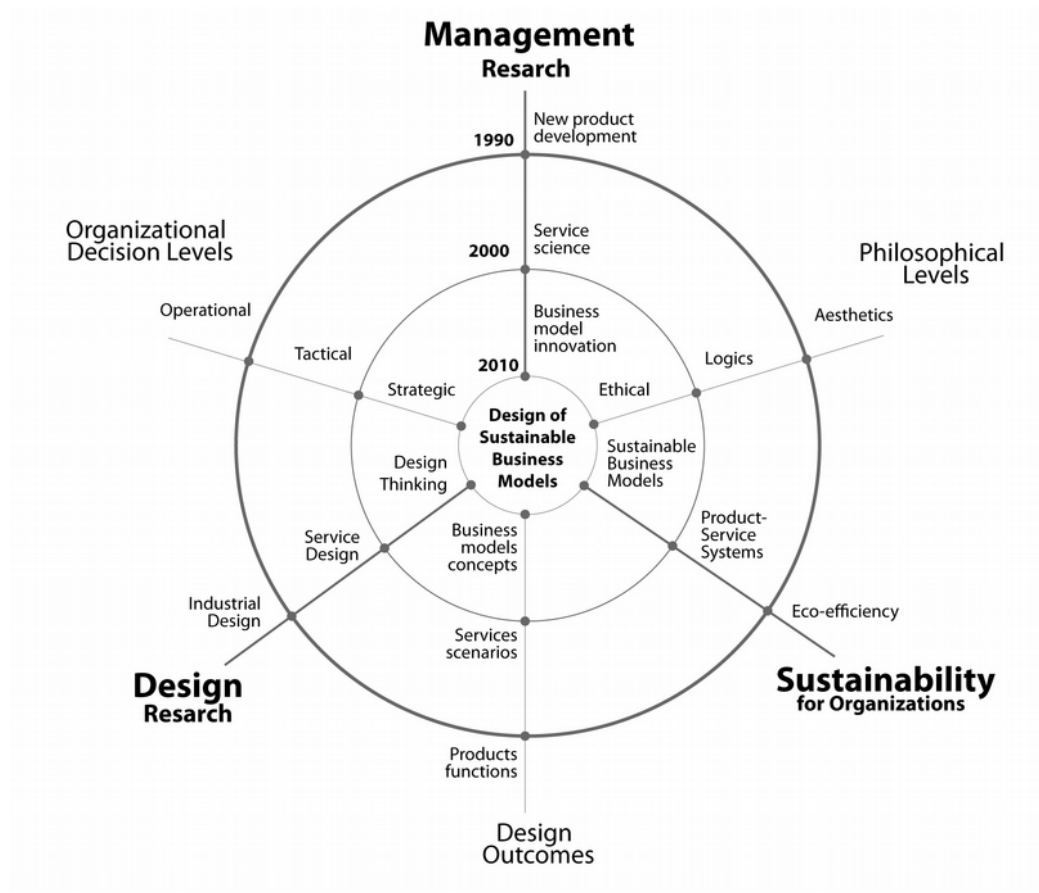 Management
Resarch
New product
development
1990
Organizational
Decision Levels
Service
science
2000
Philosophical
Levels
Operational
Aesthetics
Business
model
innovation
Tactical
Logics
2010
Strategic
Ethical
Design of
Sustainable
Business
Models
Design
Thinking
Sustainable
Business
Models
Service
Design
Business
models
concepts
Product-
Service
Systems
Industrial
Design
Services
scenarios
Eco-efficiency
Design
Resarch
Sustainability
for Organizations
Products
functions
Design
Outcomes